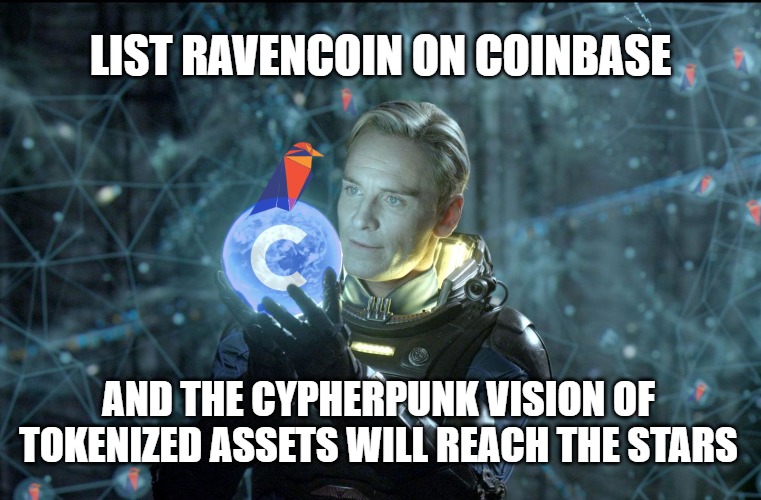 LIST RAVENCOIN ON COINBASE
C
AND THE CYPHERPUNK VISION OF
TOKENIZED ASSETS WILL REACH THE STARS